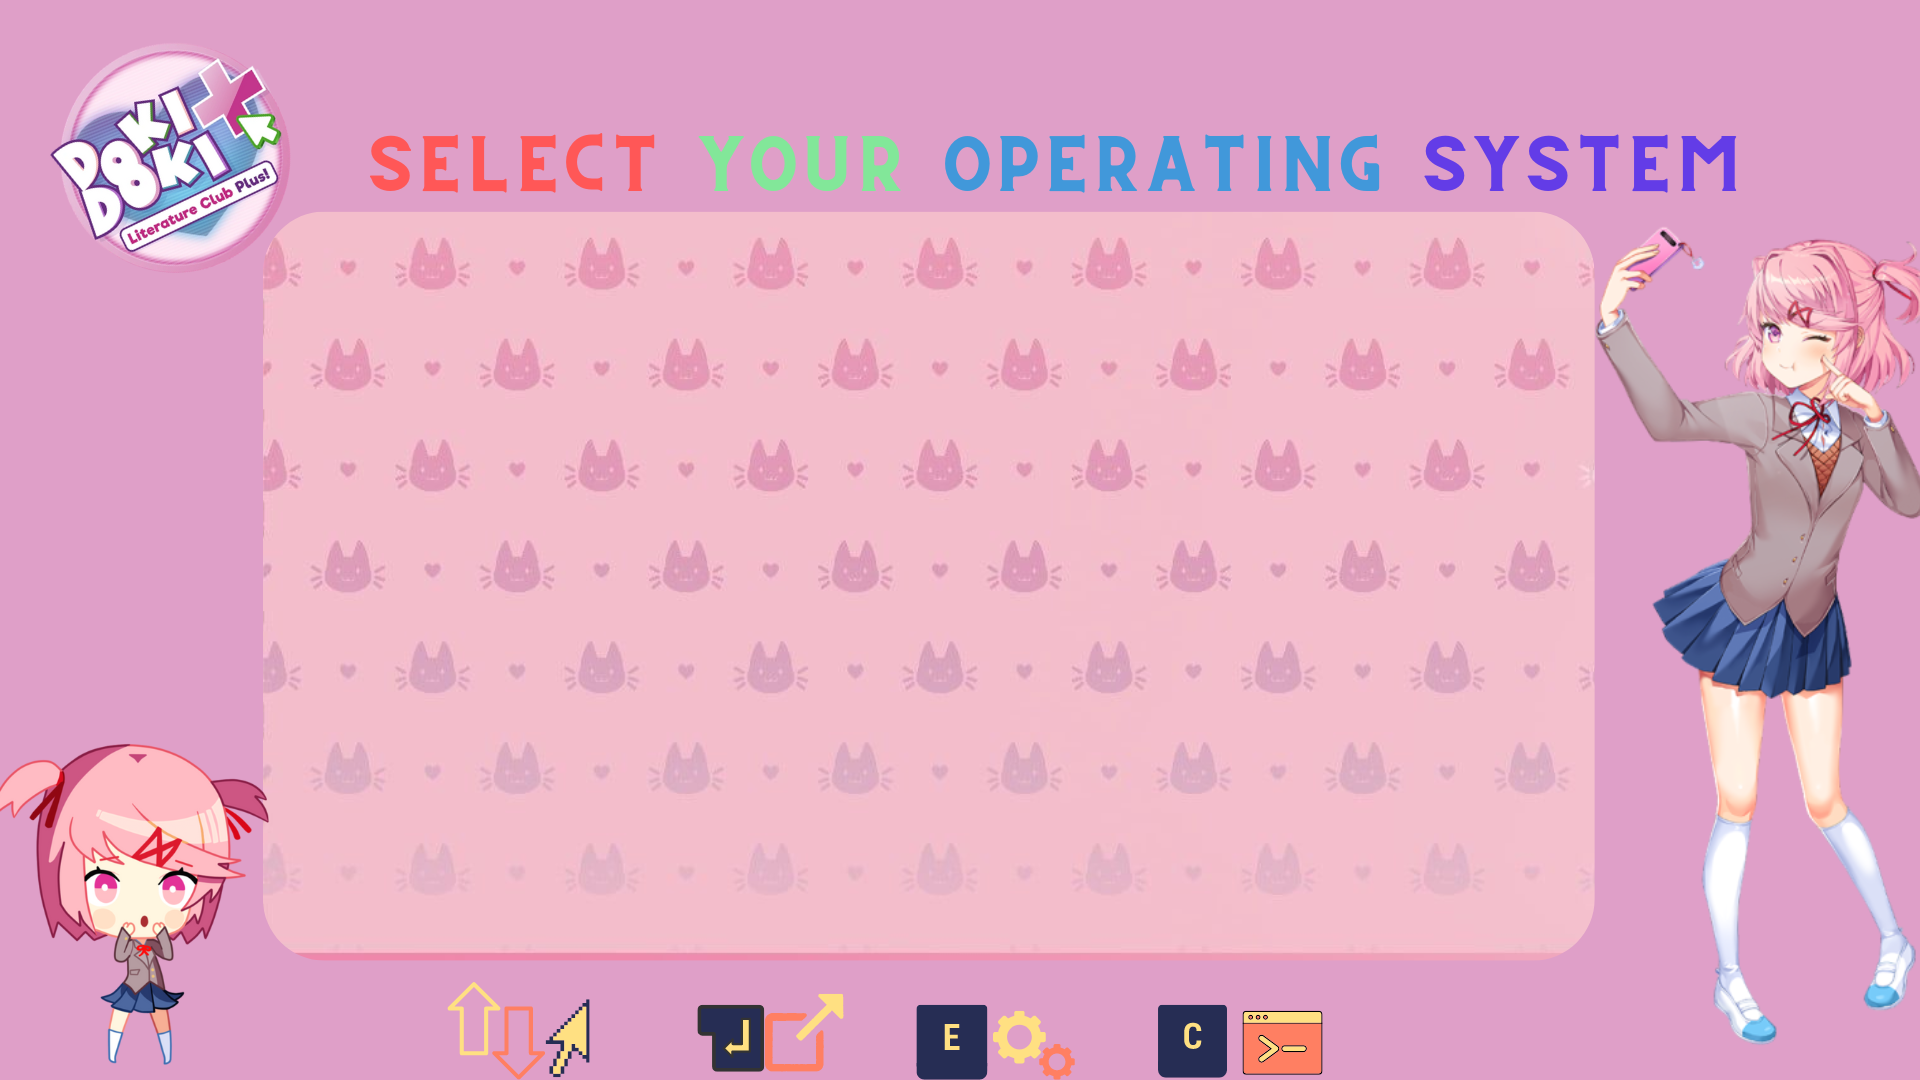 DOKI
DOKI
Literature Club Plus!
SELECT YOUR OPERATING SYSTEM
E
C